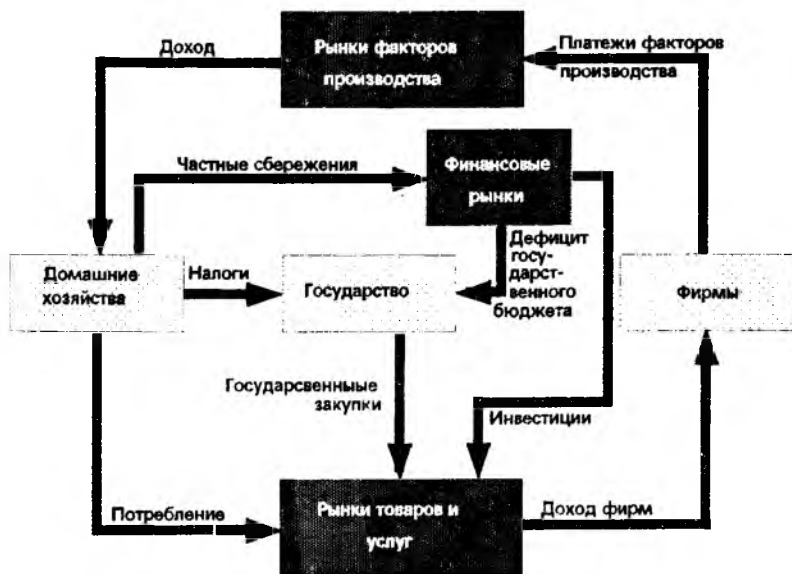 Доход
Рынки факторов
производства
Платежи факторов
производства
Частные сбережения
Финансовые
рынки
Дефицит
госу-
дарст-
венного
бюджета
Домашние
хозяйства
Налоги
Государство
Фирмы
Государсвенные
закупки
Инвестиции
Потребление
Рынки товаров и
услуг
Доход фирм